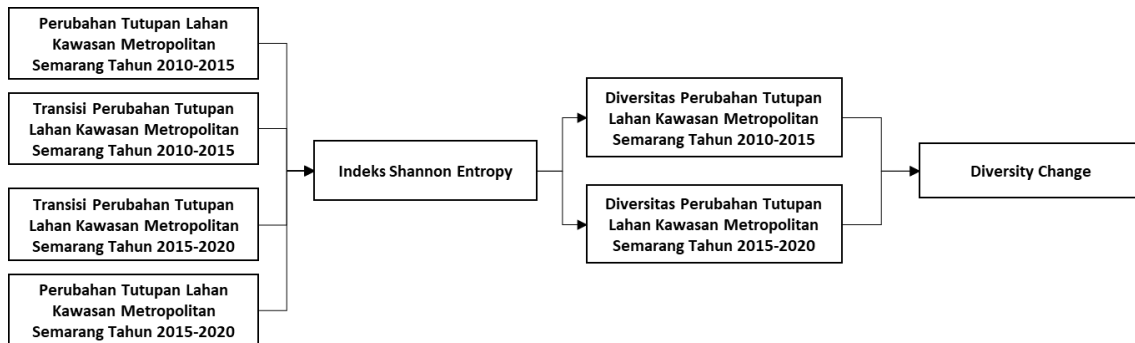 Perubahan Tutupan Lahan
Kawasan Metropolitan
Semarang Tahun 2010-2015
Transisi Perubahan Tutupan
Lahan Kawasan Metropolitan
Semarang Tahun 2010-2015
Transisi Perubahan Tutupan
Lahan Kawasan Metropolitan
Semarang Tahun 2015-2020
Perubahan Tutupan Lahan
Kawasan Metropolitan
Semarang Tahun 2015-2020
Indeks Shannon Entropy
Diversitas Perubahan Tutupan
Lahan Kawasan Metropolitan
Semarang Tahun 2010-2015
Diversitas Perubahan Tutupan
Lahan Kawasan Metropolitan
Semarang Tahun 2015-2020
Diversity Change